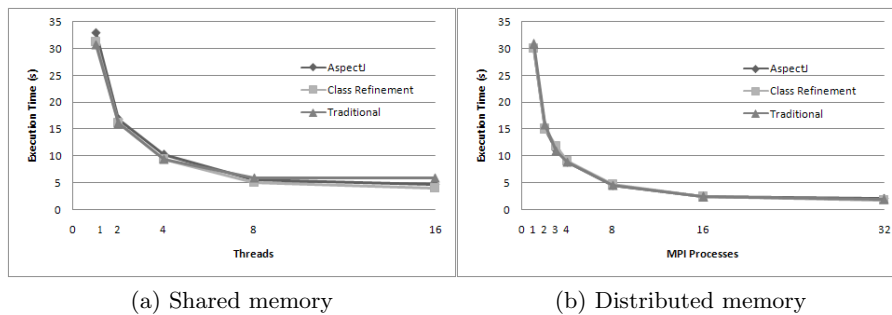 35
30
25
20
15
10
5
0
Execution Time (s)
AspectJ
Class Refinement
Traditional
0 1 2 4 8 16
Threads
(a) Shared memory
35
30
25
20
15
10
5
0
Execution Time (s)
AspectJ
Class Refinement
Traditional
0 1 2 3 4 8 16 32
MPI Processes
(b) Distributed memory